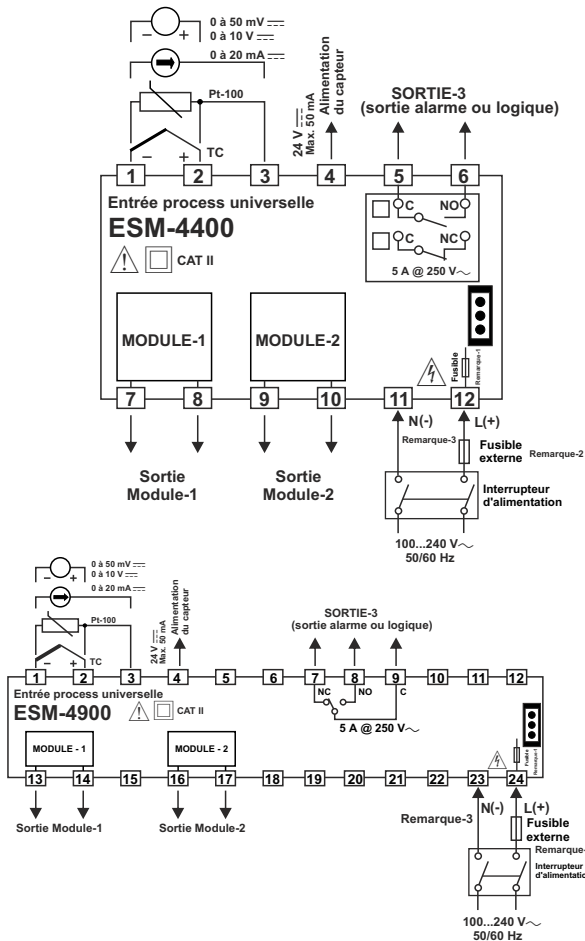 0 à 50 mV
0 à 10 V
0 à 20 mA
Pt-100
− + TC
24 V
Max. 50 mA
Alimentation
du capteur
SORTIE-3
(sortie alarme ou logique)
1 2 3 4 5 6
Entrée process universelle
ESM-4400
CAT II
C NO
C NC
5 A @ 250 V～
MODULE-1
MODULE-2
Fusible
Remarque-1
7 8 9 10 11 12
N(-)
L(+)
Remarque-3
Fusible
externe
Remarque-2
Sortie
Module-1
Sortie
Module-2
Interrupteur
d'alimentation
100...240 V～
50/60 Hz
0 à 50 mV
0 à 10 V
0 à 20 mA
Pt-100
− + TC
24 V
Max. 50 mA
Alimentation
du capteur
SORTIE-3
(sortie alarme ou logique)
1 2 3 4 5 6 7 8 9 10 11 12
Entrée process universelle
ESM-4900
CAT II
NC NO C
5 A @ 250 V～
MODULE - 1
MODULE - 2
Fusible
Remarque-1
13 14 15 16 17 18 19 20 21 22 23 24
Sortie Module-1
Sortie Module-2
Remarque-3
N(-)
L(+)
Fusible
externe
Remarque-
Interrupteur
d'alimentatio
100...240 V～
50/60 Hz